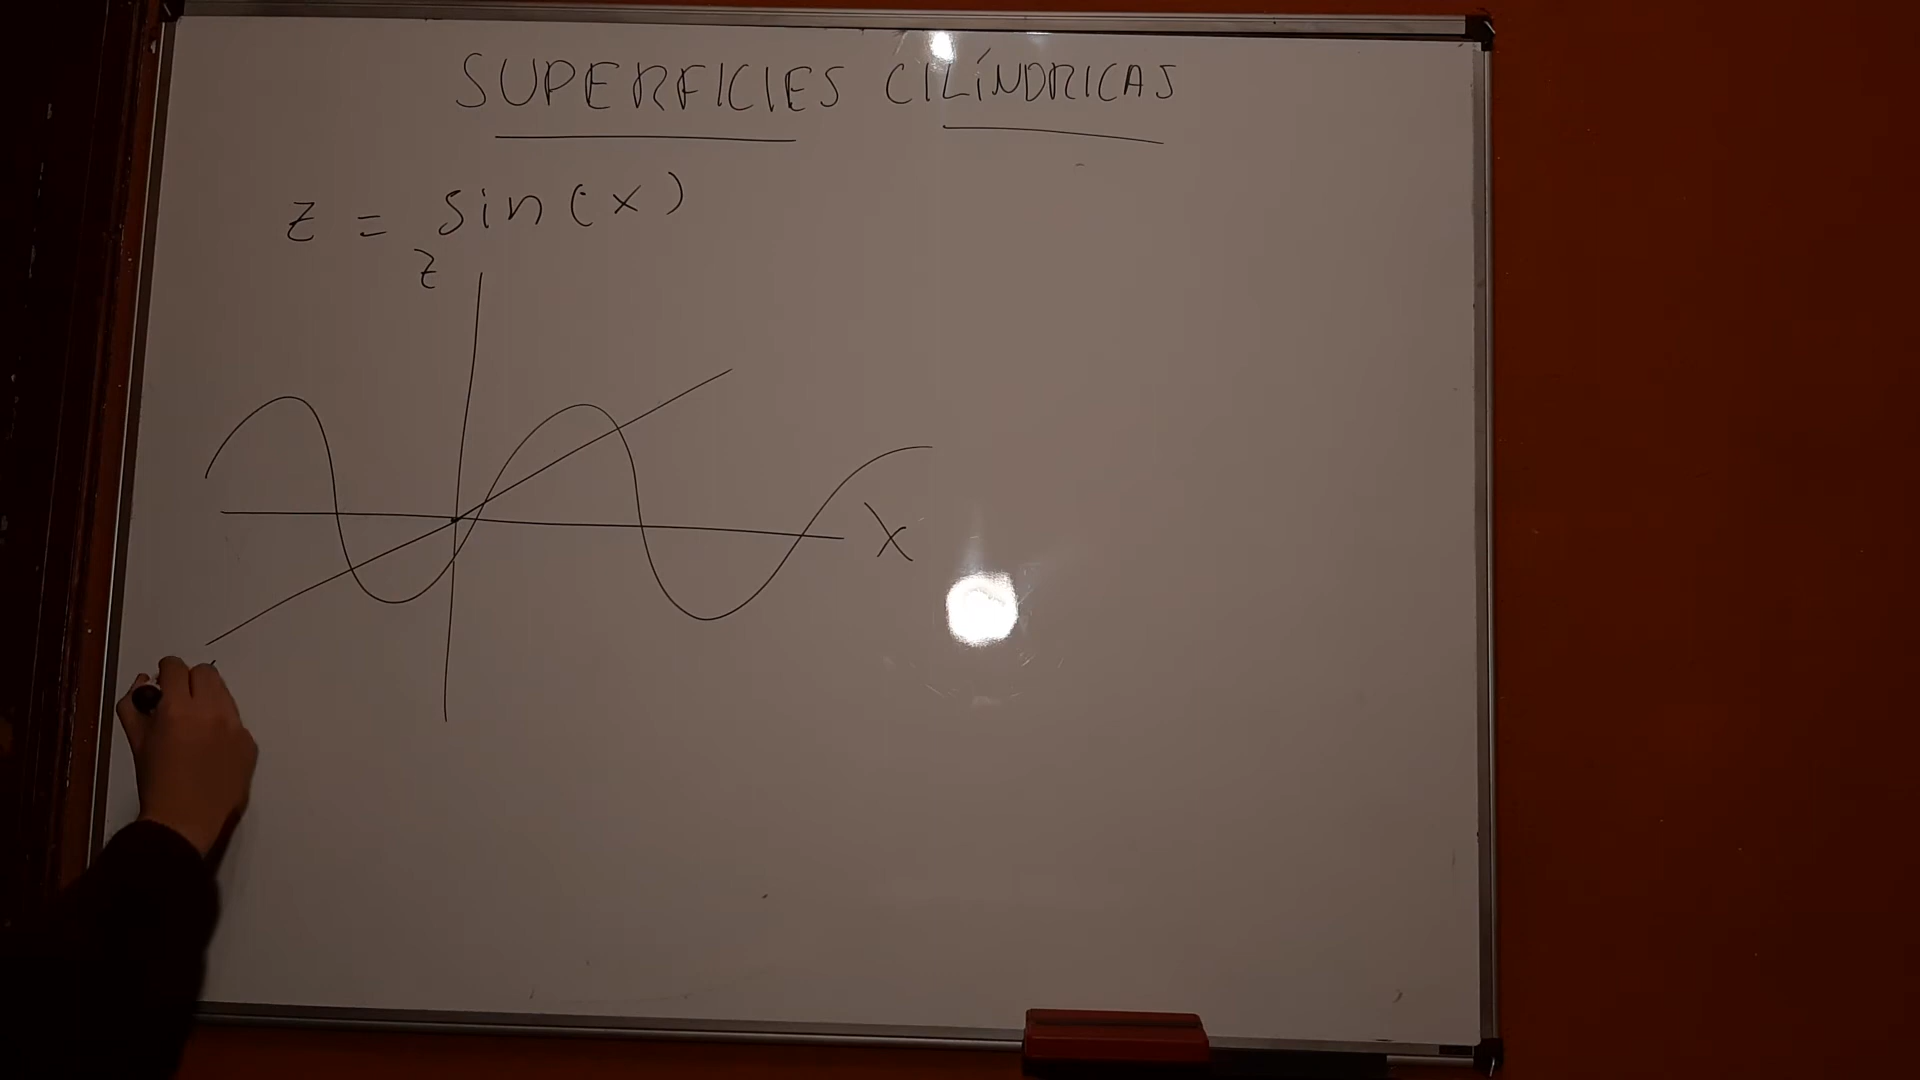 SUPERFICIES CILÍNDRICAS
z = sin(x)
z
X